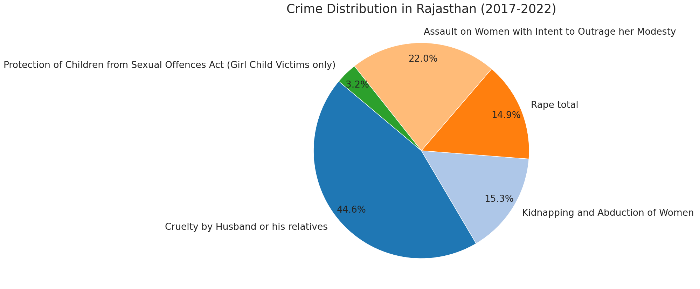 Crime Distribution in Rajasthan (2017-2022)
Assault on Women with Intent to Outrage her Modesty
22.0%
Protection of Children from Sexual Offences Act (Girl Child Victims only)
3.2%
Rape total
14.9%
15.3%
Kidnapping and Abduction of Women
44.6%
Cruelty by Husband or his relatives